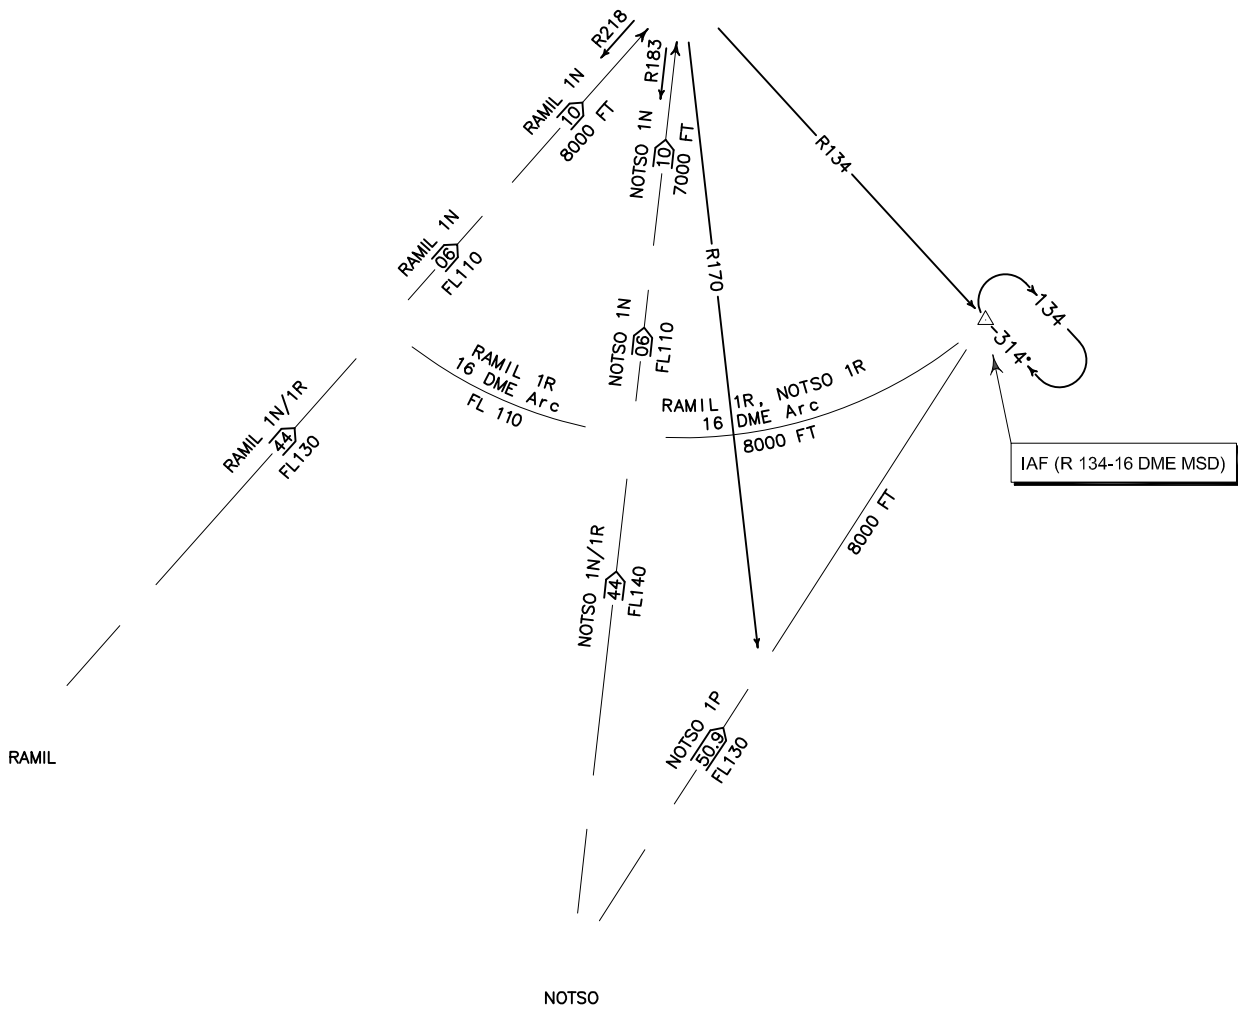 R218
R183
RAMIL 1N
10
8000 FT
NOTSO 1N
10
7000 FT
R134
RAMIL 1N
06
FL110
R170
134
314°
NOTSO 1N
06
FL110
RAMIL 1R
16 DME Arc
FL 110
RAMIL 1R, NOTSO 1R
16 DME Arc
8000 FT
RAMIL 1N/1R
44
FL130
IAF (R 134-16 DME MSD)
8000 FT
NOTSO 1N/1R
44
FL140
NOTSO 1P
50.9
FL130
RAMIL
NOTSO